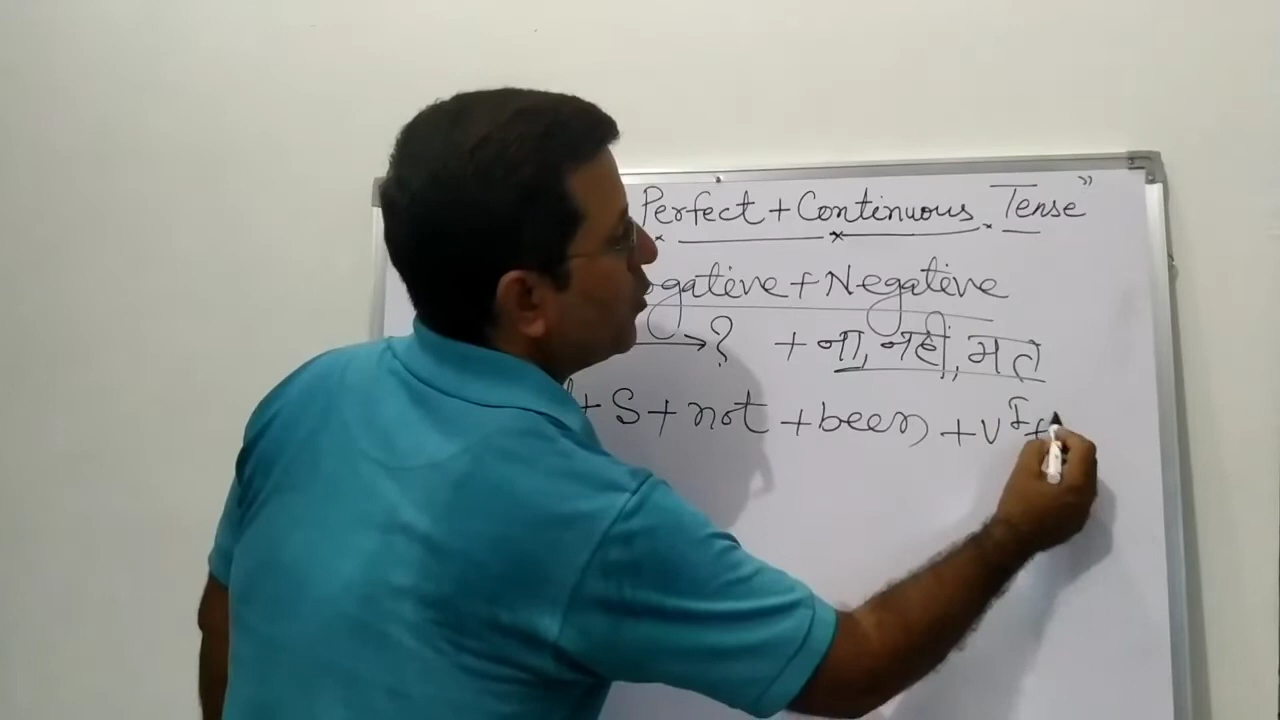 Perfect + Continuous Tense"
ogative + Negative
? + ना, नहीं, मत
+ S + not + been + V I +